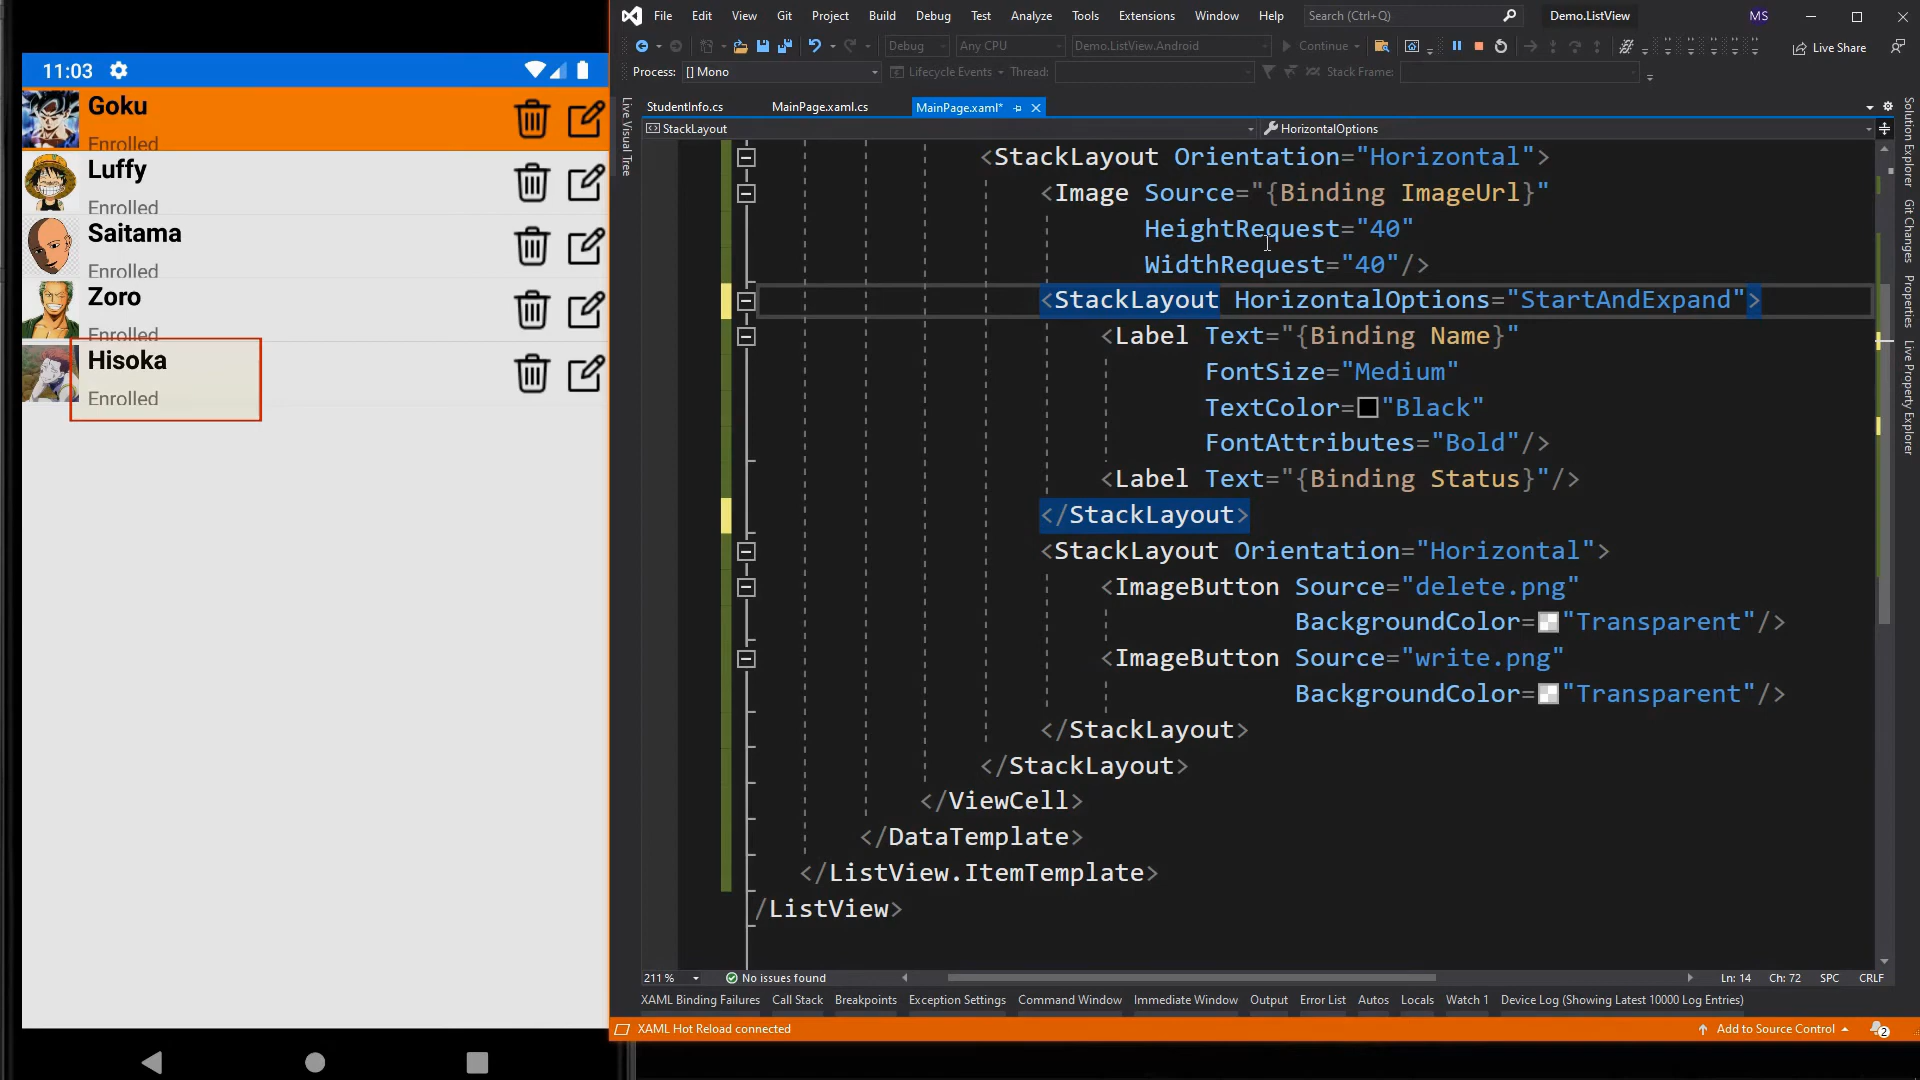 File Edit View Git Project Build Debug Test Analyze Tools Extensions Window Help Search (Ctrl+Q) Demo.ListView MS
Debug Any CPU Demo.ListView.Android Continue Live Share
Process: [] Mono Lifecycle Events Thread: Stack Frame:
11:03
Goku
Enrolled
Luffy
Enrolled
Saitama
Enrolled
Zoro
Enrolled
Hisoka
Enrolled
Live Visual Tree
StudentInfo.cs MainPage.xaml.cs MainPage.xaml*
StackLayout HorizontalOptions
<StackLayout Orientation="Horizontal">
<Image Source="{Binding ImageUrl}"
HeightRequest="40"
WidthRequest="40"/>
<StackLayout HorizontalOptions="StartAndExpand">
<Label Text="{Binding Name}"
FontSize="Medium"
TextColor="Black"
FontAttributes="Bold"/>
<Label Text="{Binding Status}"/>
</StackLayout>
<StackLayout Orientation="Horizontal">
<ImageButton Source="delete.png"
BackgroundColor="Transparent"/>
<ImageButton Source="write.png"
BackgroundColor="Transparent"/>
</StackLayout>
</StackLayout>
</ViewCell>
</DataTemplate>
</ListView.ItemTemplate>
/ListView>
Solution Explorer
Git Changes
Properties
Live Property Explorer
211 % No issues found Ln: 14 Ch: 72 SPC CRLF
XAML Binding Failures Call Stack Breakpoints Exception Settings Command Window Immediate Window Output Error List Autos Locals Watch 1 Device Log (Showing Latest 10000 Log Entries)
XAML Hot Reload connected Add to Source Control 2